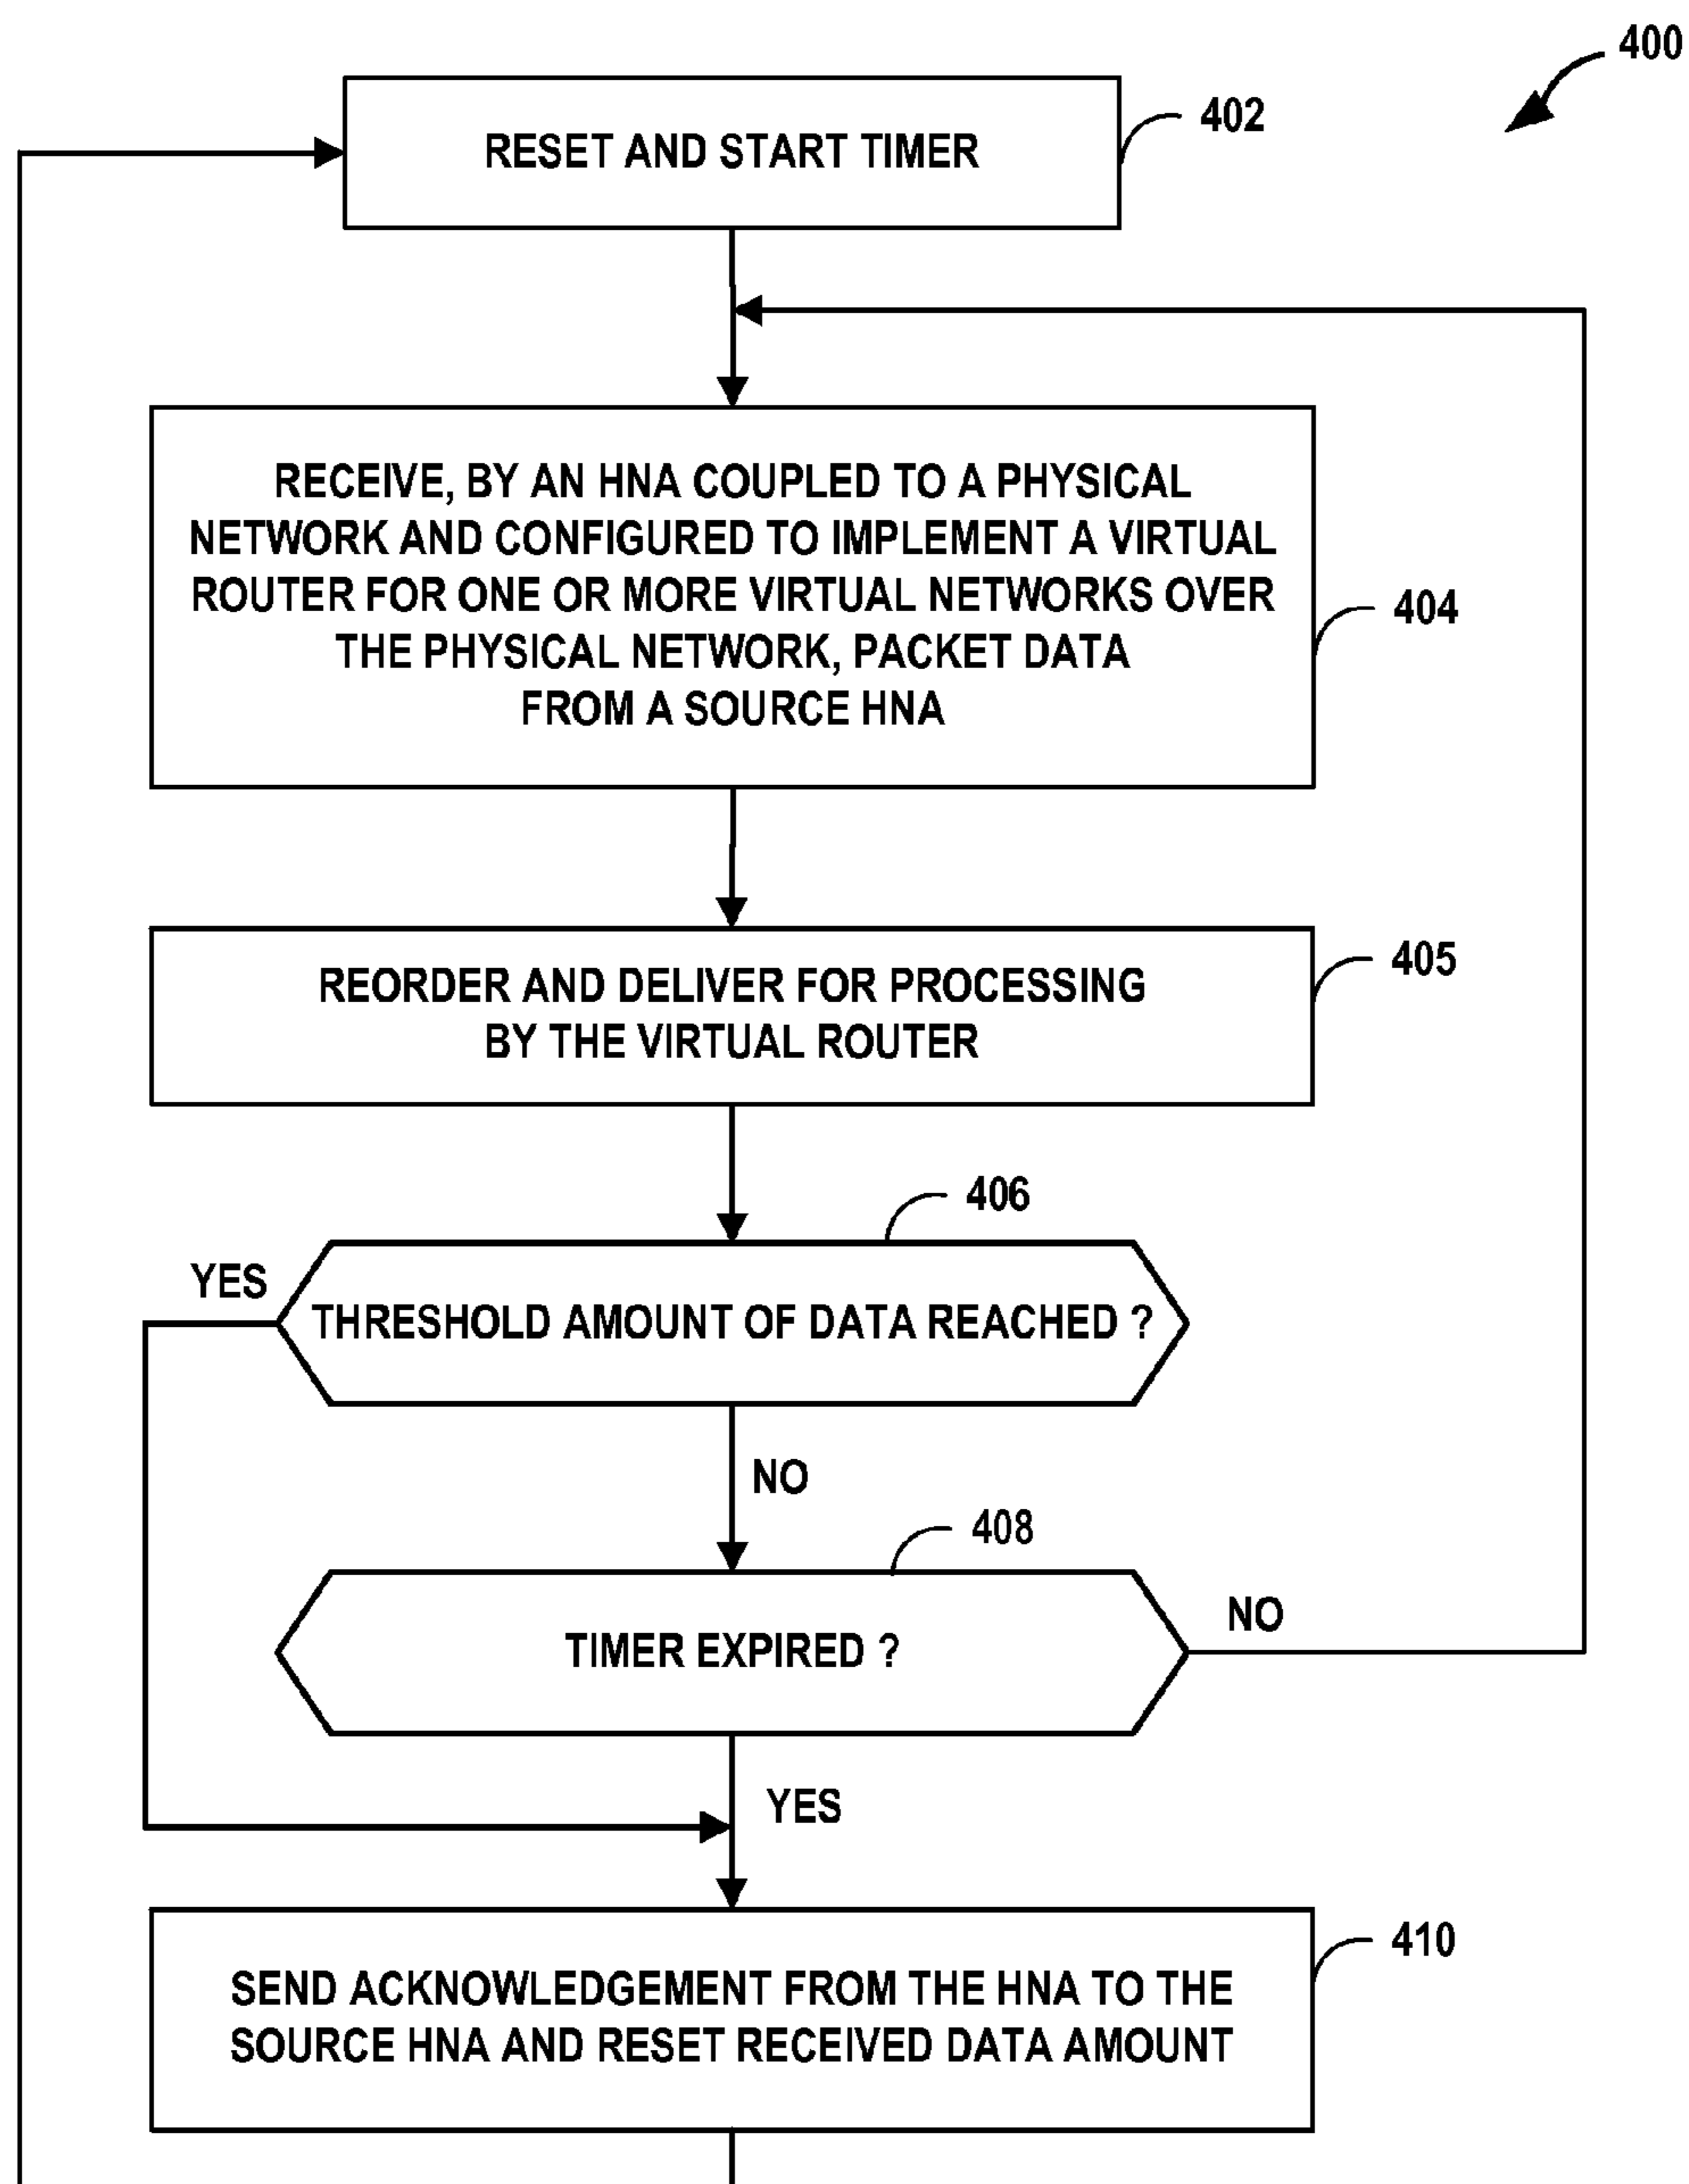 400
RESET AND START TIMER
402
RECEIVE, BY AN HNA COUPLED TO A PHYSICAL
NETWORK AND CONFIGURED TO IMPLEMENT A VIRTUAL
ROUTER FOR ONE OR MORE VIRTUAL NETWORKS OVER
THE PHYSICAL NETWORK, PACKET DATA
FROM A SOURCE HNA
404
REORDER AND DELIVER FOR PROCESSING
BY THE VIRTUAL ROUTER
405
406
YES
THRESHOLD AMOUNT OF DATA REACHED ?
NO
408
TIMER EXPIRED ?
NO
YES
SEND ACKNOWLEDGEMENT FROM THE HNA TO THE
SOURCE HNA AND RESET RECEIVED DATA AMOUNT
410